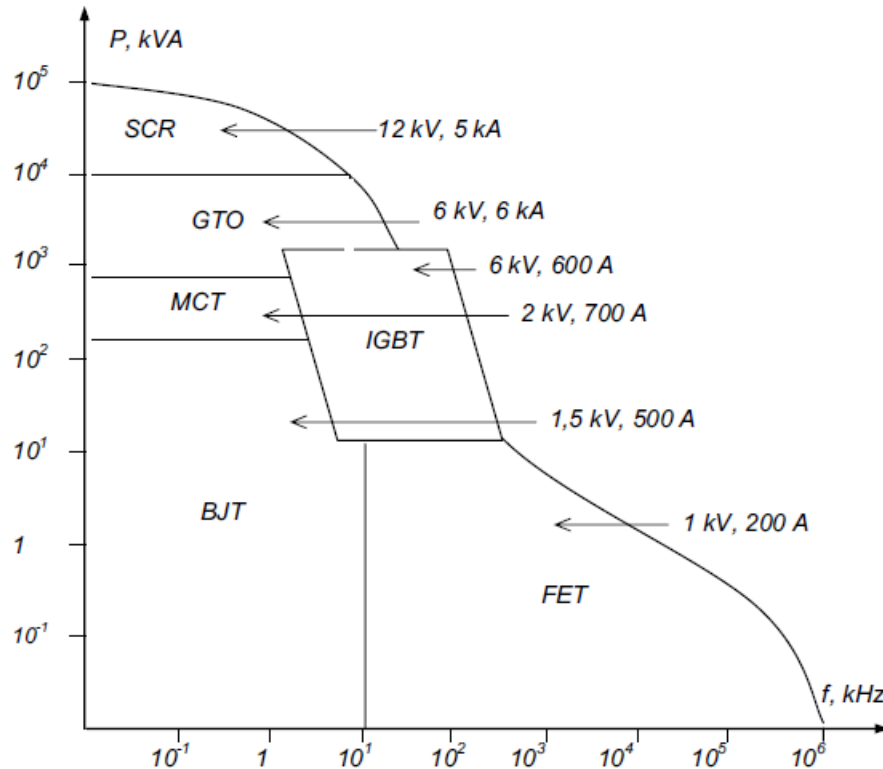 P, kVA
10^5
SCR
12 kV, 5 kA
10^4
GTO
6 kV, 6 kA
10^3
6 kV, 600 A
MCT
2 kV, 700 A
IGBT
10^2
1,5 kV, 500 A
10^1
BJT
1 kV, 200 A
1
FET
10^-1
f, kHz
10^-1 1 10^1 10^2 10^3 10^4 10^5 10^6